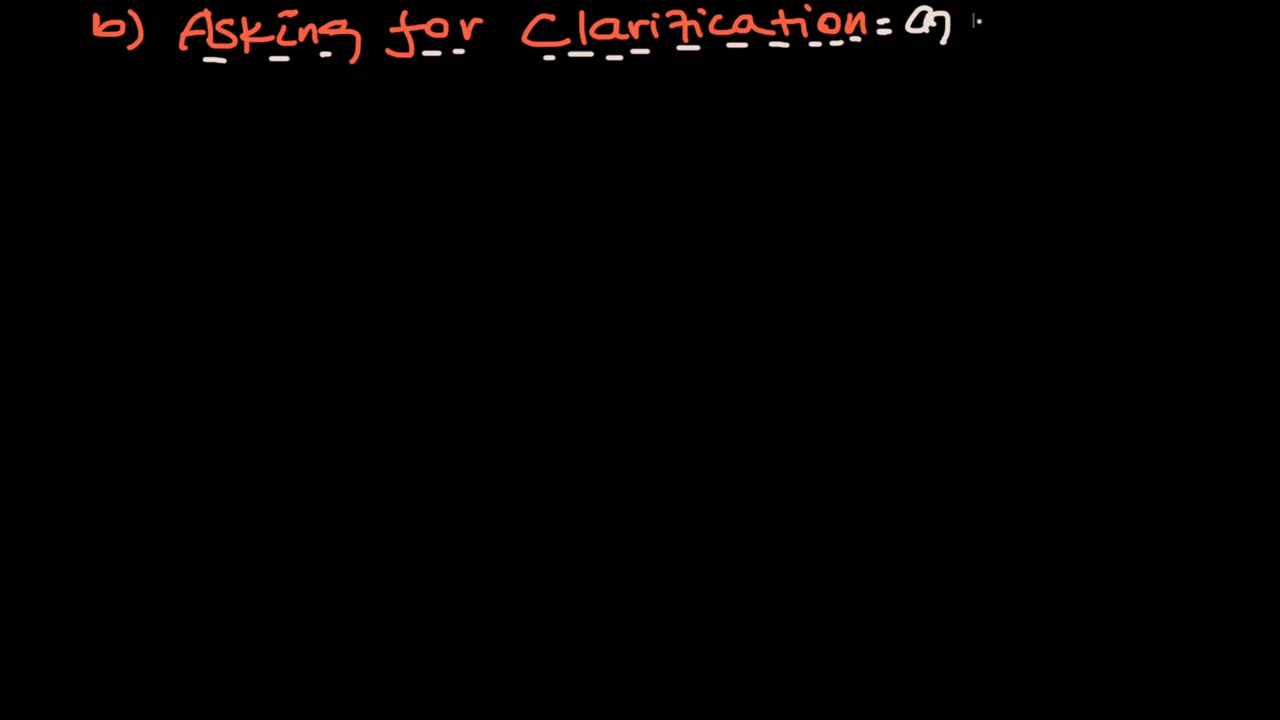 b) Asking for Clarification =